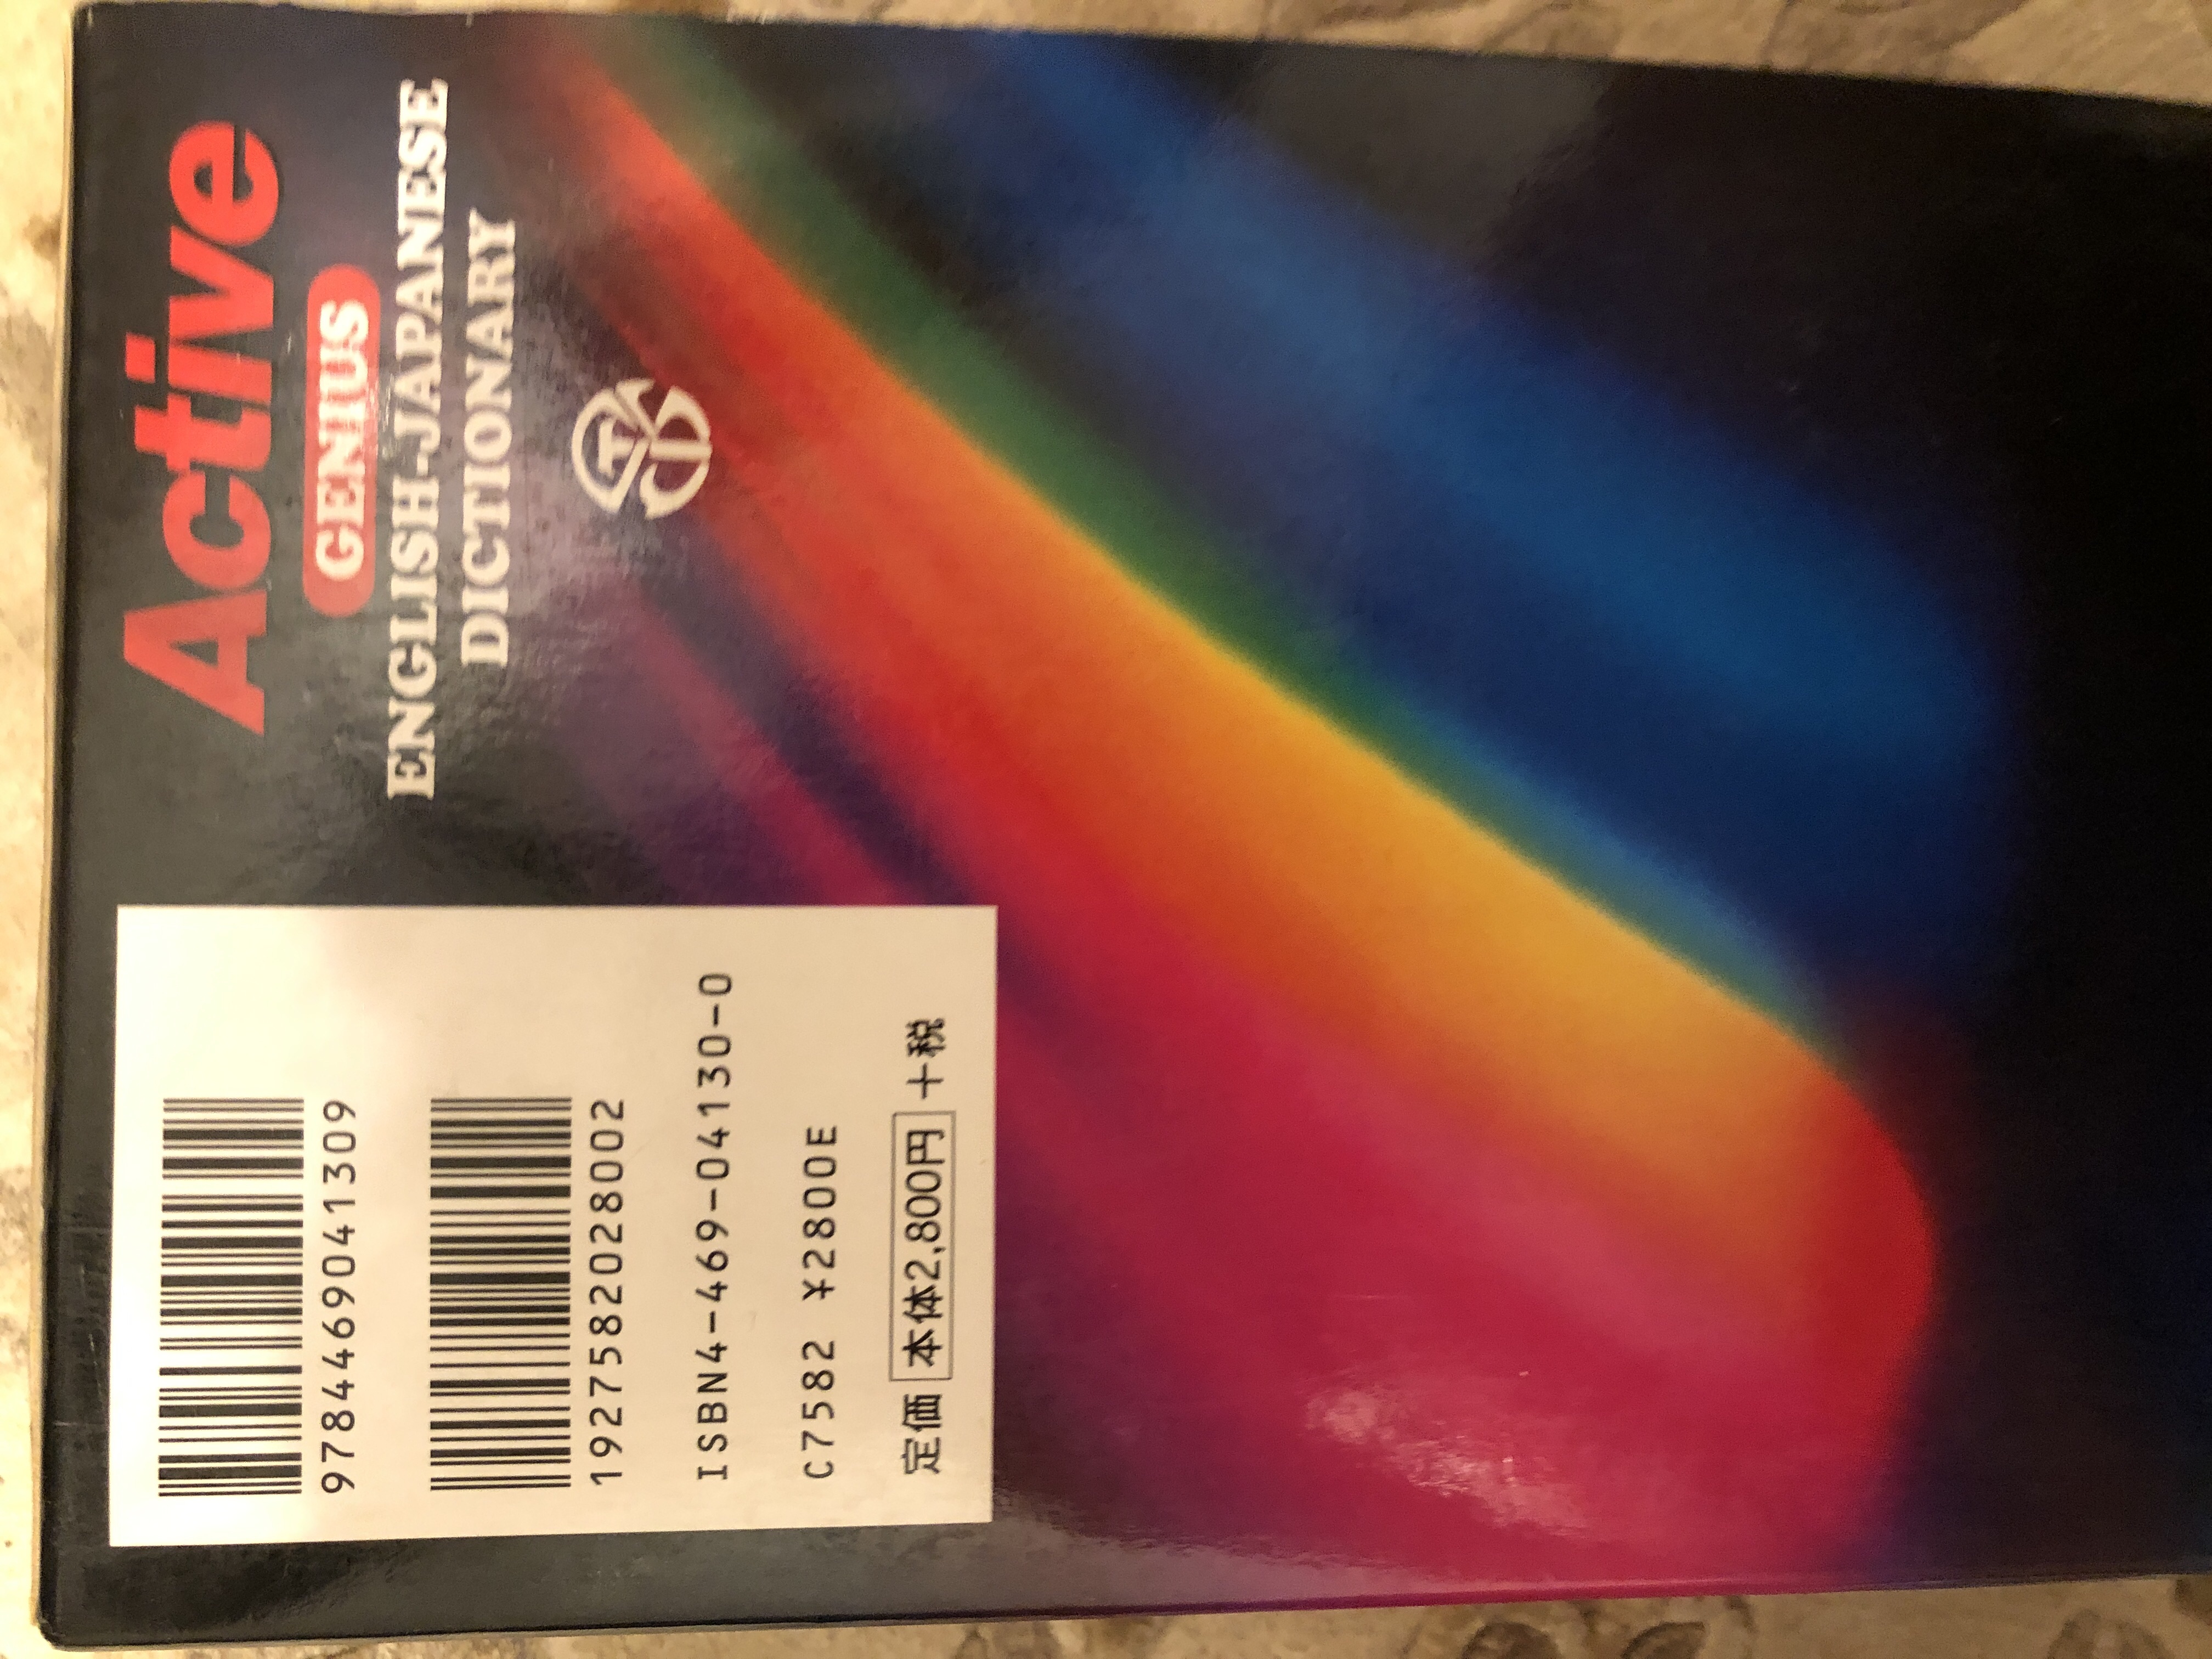 Active
GENIUS
ENGLISH-JAPANESE
DICTIONARY
9784469041309
1927582028002
ISBN4-469-04130-0
C7582 ¥2800E
定価 本体2,800円 +税